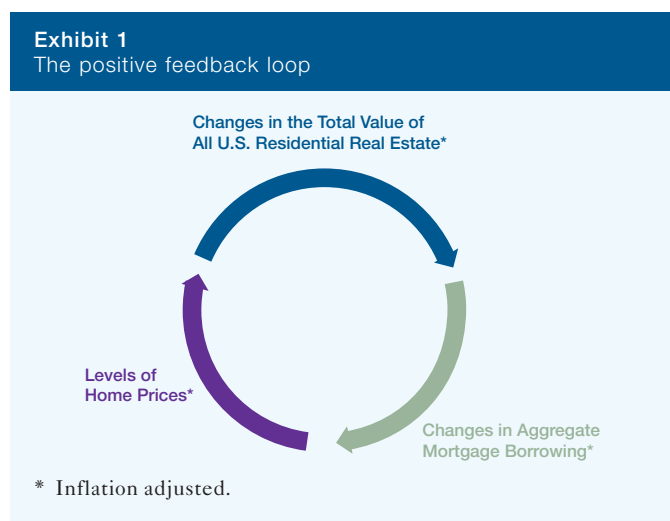 Exhibit 1
The positive feedback loop
Changes in the Total Value of
All U.S. Residential Real Estate*
Levels of
Home Prices*
Changes in Aggregate
Mortgage Borrowing*
* Inflation adjusted.